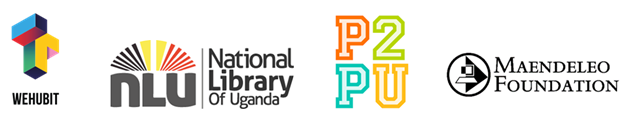 WEHUBIT
nlu
National
Library
Of Uganda
P2
PU
MAENDELEO
FOUNDATION